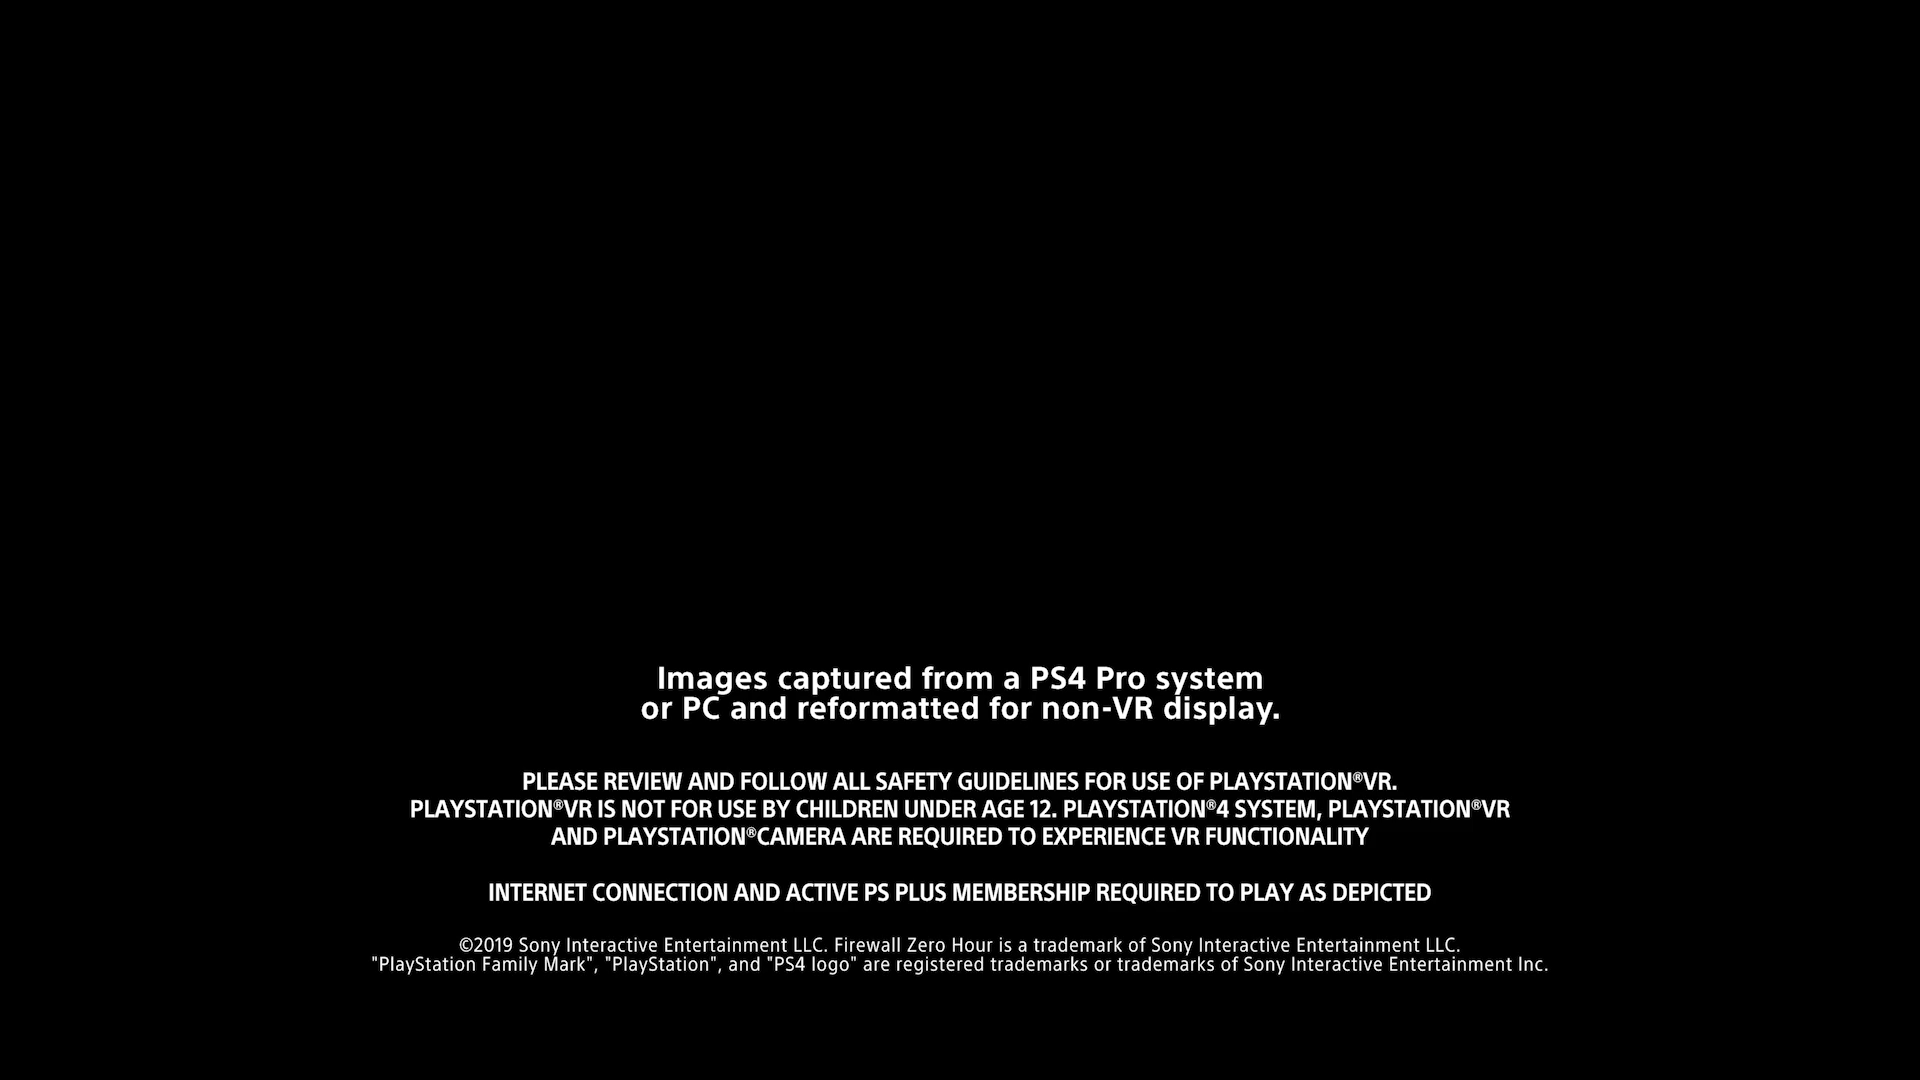 Images captured from a PS4 Pro system
or PC and reformatted for non-VR display.
PLEASE REVIEW AND FOLLOW ALL SAFETY GUIDELINES FOR USE OF PLAYSTATION®VR.
PLAYSTATION®VR IS NOT FOR USE BY CHILDREN UNDER AGE 12. PLAYSTATION®4 SYSTEM, PLAYSTATION®VR
AND PLAYSTATION®CAMERA ARE REQUIRED TO EXPERIENCE VR FUNCTIONALITY
INTERNET CONNECTION AND ACTIVE PS PLUS MEMBERSHIP REQUIRED TO PLAY AS DEPICTED
©2019 Sony Interactive Entertainment LLC. Firewall Zero Hour is a trademark of Sony Interactive Entertainment LLC.
"PlayStation Family Mark", "PlayStation", and "PS4 logo" are registered trademarks or trademarks of Sony Interactive Entertainment Inc.